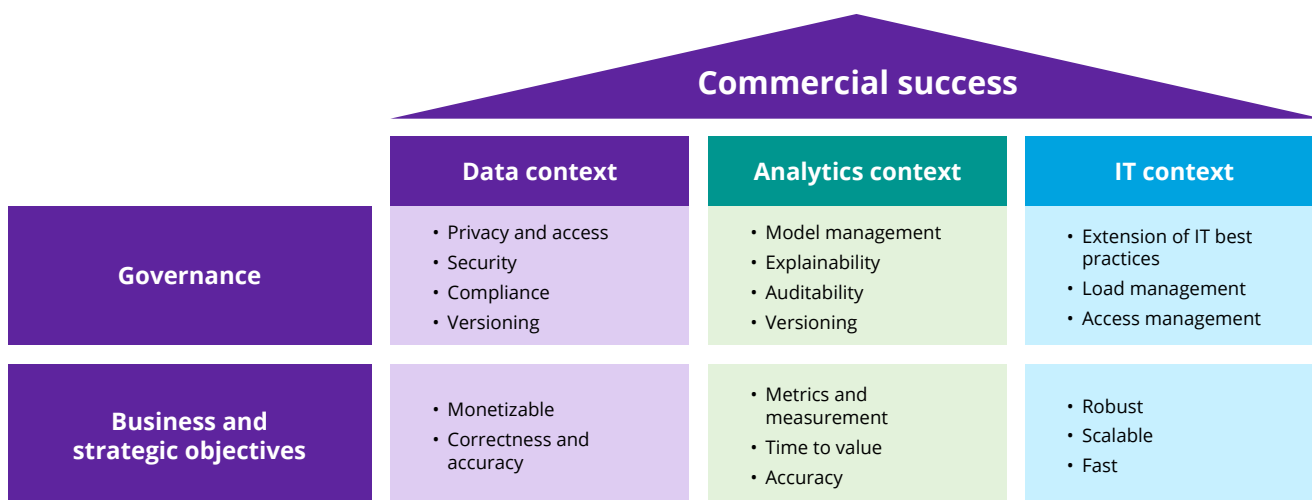 Commercial success
Data context
Analytics context
IT context
Governance
• Privacy and access
• Security
• Compliance
• Versioning
• Model management
• Explainability
• Auditability
• Versioning
• Extension of IT best
practices
• Load management
• Access management
Business and
strategic objectives
• Monetizable
• Correctness and
accuracy
• Metrics and
measurement
• Time to value
• Accuracy
• Robust
• Scalable
• Fast